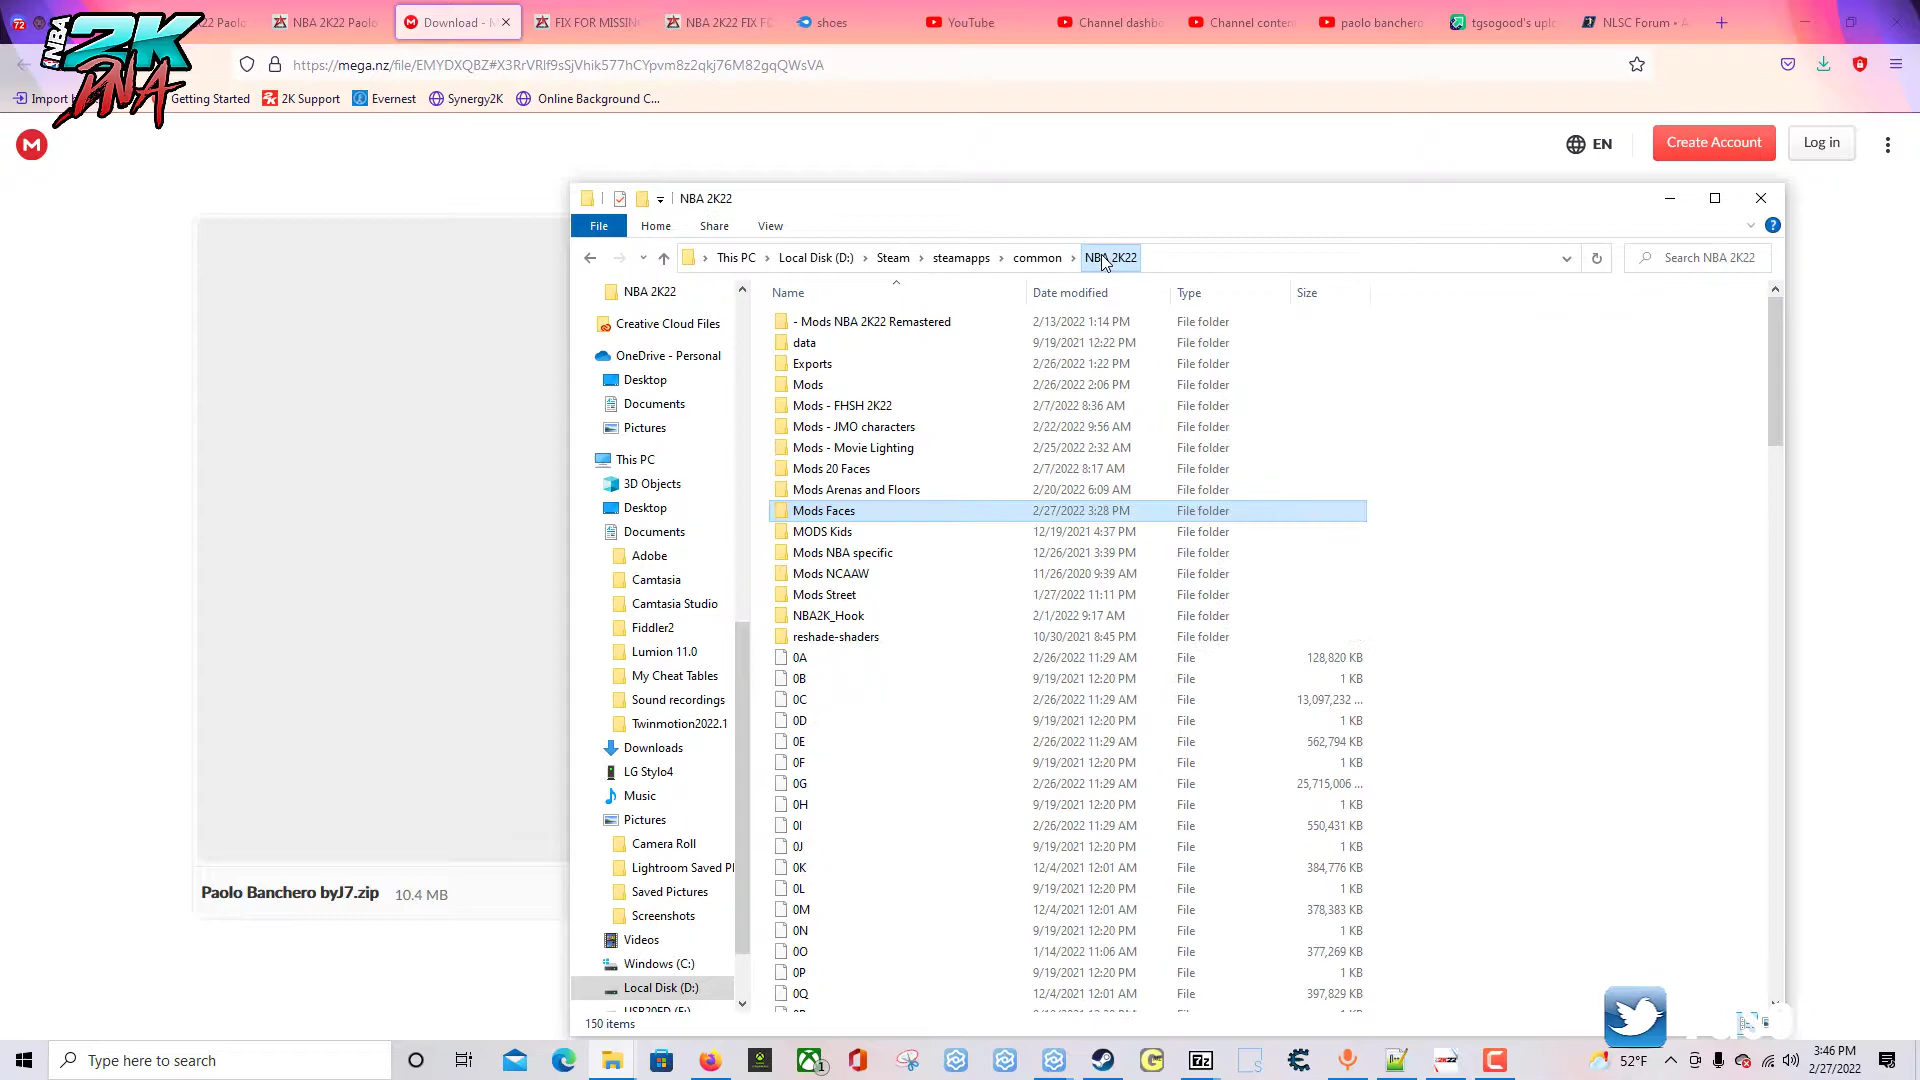 72
22 Paolo
NBA 2K22 Paolo
Download - M
FIX FOR MISSING
NBA 2K22 FIX FO
shoes
YouTube
Channel dashbo
Channel content
paolo banchero
tgsogood's uplo
NLSC Forum • A
NBA 2K DNA
https://mega.nz/file/EMYDXQBZ#X3RrVRlf9sSjVhik577hCYpvm8z2qkj76M82gqQWsVA
Import
Getting Started
2K Support
Evernest
Synergy2K
Online Background C...
M
EN
Create Account
Log in
NBA 2K22
File
Home
Share
View
This PC
Local Disk (D:)
Steam
steamapps
common
NBA 2K22
Search NBA 2K22
NBA 2K22
Creative Cloud Files
OneDrive - Personal
Desktop
Documents
Pictures
This PC
3D Objects
Desktop
Documents
Adobe
Camtasia
Camtasia Studio
Fiddler2
Lumion 11.0
My Cheat Tables
Sound recordings
Twinmotion2022.1
Downloads
LG Stylo4
Music
Pictures
Camera Roll
Lightroom Saved Pl
Saved Pictures
Screenshots
Videos
Windows (C:)
Local Disk (D:)
Name Date modified Type Size
- Mods NBA 2K22 Remastered 2/13/2022 1:14 PM File folder
data 9/19/2021 12:22 PM File folder
Exports 2/26/2022 1:22 PM File folder
Mods 2/26/2022 2:06 PM File folder
Mods - FHSH 2K22 2/7/2022 8:36 AM File folder
Mods - JMO characters 2/22/2022 9:56 AM File folder
Mods - Movie Lighting 2/25/2022 2:32 AM File folder
Mods 20 Faces 2/7/2022 8:17 AM File folder
Mods Arenas and Floors 2/20/2022 6:09 AM File folder
Mods Faces 2/27/2022 3:28 PM File folder
MODS Kids 12/19/2021 4:37 PM File folder
Mods NBA specific 12/26/2021 3:39 PM File folder
Mods NCAAW 11/26/2020 9:39 AM File folder
Mods Street 1/27/2022 11:11 PM File folder
NBA2K_Hook 2/1/2022 9:17 AM File folder
reshade-shaders 10/30/2021 8:45 PM File folder
0A 2/26/2022 11:29 AM File 128,820 KB
0B 9/19/2021 12:20 PM File 1 KB
0C 2/26/2022 11:29 AM File 13,097,232 ...
0D 9/19/2021 12:20 PM File 1 KB
0E 2/26/2022 11:29 AM File 562,794 KB
0F 9/19/2021 12:20 PM File 1 KB
0G 2/26/2022 11:29 AM File 25,715,006 ...
0H 9/19/2021 12:20 PM File 1 KB
0I 2/26/2022 11:29 AM File 550,431 KB
0J 9/19/2021 12:20 PM File 1 KB
0K 12/4/2021 12:01 AM File 384,776 KB
0L 9/19/2021 12:20 PM File 1 KB
0M 12/4/2021 12:01 AM File 378,383 KB
0N 9/19/2021 12:20 PM File 1 KB
0O 1/14/2022 11:06 AM File 377,269 KB
0P 9/19/2021 12:20 PM File 1 KB
0Q 12/4/2021 12:01 AM File 397,829 KB
150 items
Paolo Banchero byJ7.zip 10.4 MB
Type here to search
52°F
3:46 PM
2/27/2022